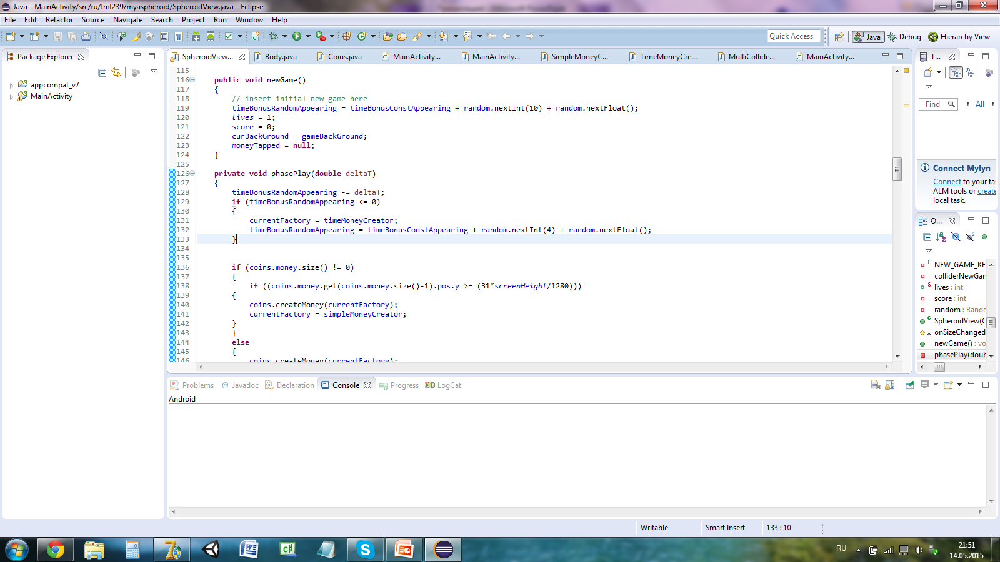 Java - MainActivity/src/ru/fml239/myaspheroid/SpheroidView.java - Eclipse
File Edit Refactor Source Navigate Search Project Run Window Help
Quick Access
Java Debug Hierarchy View
Package Explorer
appcompat_v7
MainActivity
SpheroidView... Body.java Coins.java MainActivity... MainActivity... SimpleMoneyC... TimeMoneyCre... MultiCollide... MainActivity...
115
116 public void newGame()
117 {
118 // insert initial new game here
119 timeBonusRandomAppearing = timeBonusConstAppearing + random.nextInt(10) + random.nextFloat();
120 lives = 1;
121 score = 0;
122 curBackGround = gameBackGround;
123 moneyTapped = null;
124 }
125
126 private void phasePlay(double deltaT)
127 {
128 timeBonusRandomAppearing -= deltaT;
129 if (timeBonusRandomAppearing <= 0)
130 {
131 currentFactory = timeMoneyCreator;
132 timeBonusRandomAppearing = timeBonusConstAppearing + random.nextInt(4) + random.nextFloat();
133 }
134
135
136 if (coins.money.size() != 0)
137 {
138 if ((coins.money.get(coins.money.size()-1).pos.y >= (31*screenHeight/1280)))
139 {
140 coins.createMoney(currentFactory);
141 currentFactory = simpleMoneyCreator;
142 }
143 }
144 else
145 {
146 coins.createMoney(currentFactory);
T...
Find All
Connect Mylyn
Connect to your tas
ALM tools or create
local task.
O...
NEW_GAME_KE
colliderNewGar
lives : int
score : int
random : Rando
SpheroidView(C
onSizeChanged
newGame() : vo
phasePlay(doub
Problems Javadoc Declaration Console Progress LogCat
Android
Writable Smart Insert 133 : 10
RU
21:51
14.05.2015